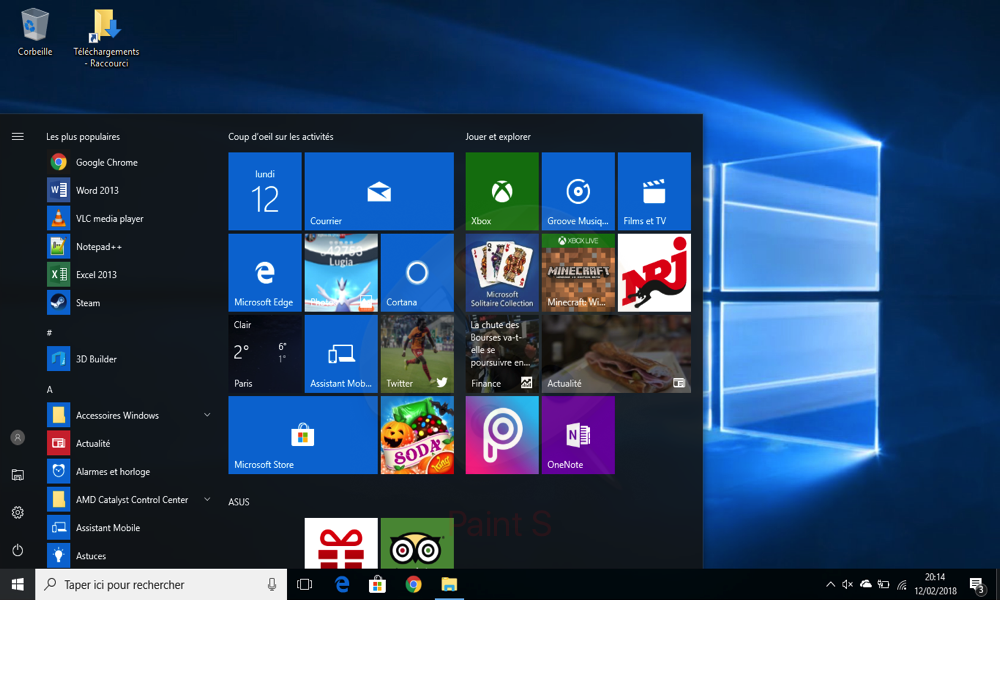 Corbeille
Téléchargements
- Raccourci
Les plus populaires
Google Chrome
Word 2013
VLC media player
Notepad++
Excel 2013
Steam
#
3D Builder
A
Accessoires Windows
Actualité
Alarmes et horloge
AMD Catalyst Control Center
Assistant Mobile
Astuces
Coup d'oeil sur les activités
lundi
12
Courrier
Microsoft Edge
Lugia
Cortana
Clair
2°
6°
1°
Paris
Assistant Mob...
Twitter
Microsoft Store
SODA
ASUS
Jouer et explorer
Xbox
Groove Musiq...
Films et TV
Microsoft
Solitaire Collection
XBOX LIVE
MINECRAFT
Minecraft: Wi...
NRJ
La chute des
Bourses va-t-
elle se
poursuivre en...
Finance
Actualité
OneNote
Paint S
Taper ici pour rechercher
20:14
12/02/2018
3